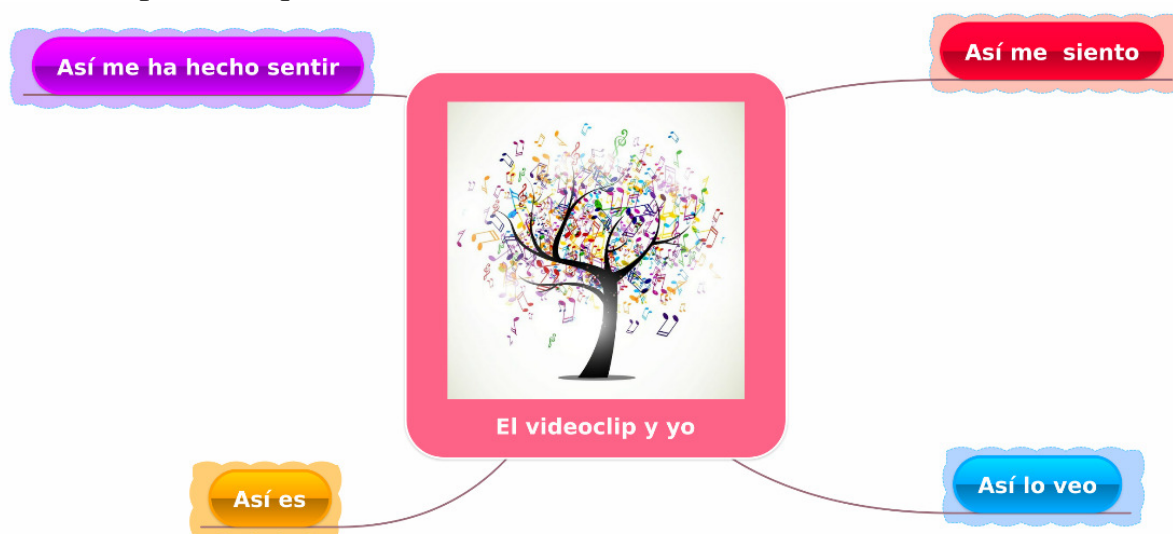 Así me ha hecho sentir
Así me siento
El videoclip y yo
Así es
Así lo veo